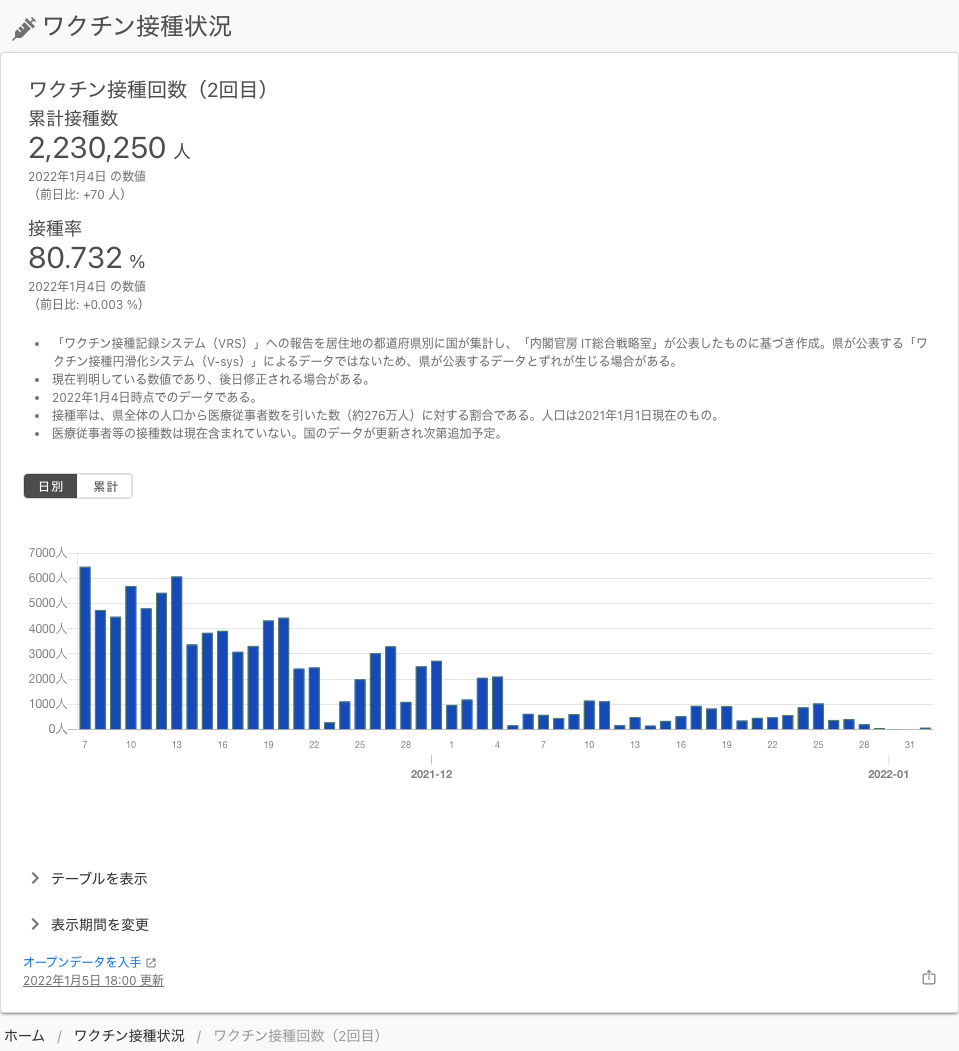 ワクチン接種状況
ワクチン接種回数（2回目）
累計接種数
2,230,250 人
2022年1月4日 の数値
（前日比: +70 人）
接種率
80.732 %
2022年1月4日 の数値
（前日比: +0.003 %）
• 「ワクチン接種記録システム（VRS）」への報告を居住地の都道府県別に国が集計し、「内閣官房 IT総合戦略室」が公表したものに基づき作成。県が公表する「ワ
クチン接種円滑化システム（V-sys）」によるデータではないため、県が公表するデータとずれが生じる場合がある。
• 現在判明している数値であり、後日修正される場合がある。
• 2022年1月4日時点でのデータである。
• 接種率は、県全体の人口から医療従事者数を引いた数（約276万人）に対する割合である。人口は2021年1月1日現在のもの。
• 医療従事者等の接種数は現在含まれていない。国のデータが更新され次第追加予定。
日別 累計
7000人
6000人
5000人
4000人
3000人
2000人
1000人
0人
7 10 13 16 19 22 25 28 1 4 7 10 13 16 19 22 25 28 31
2021-12 2022-01
テーブルを表示
表示期間を変更
オープンデータを入手
2022年1月5日 18:00 更新
ホーム / ワクチン接種状況 / ワクチン接種回数（2回目）